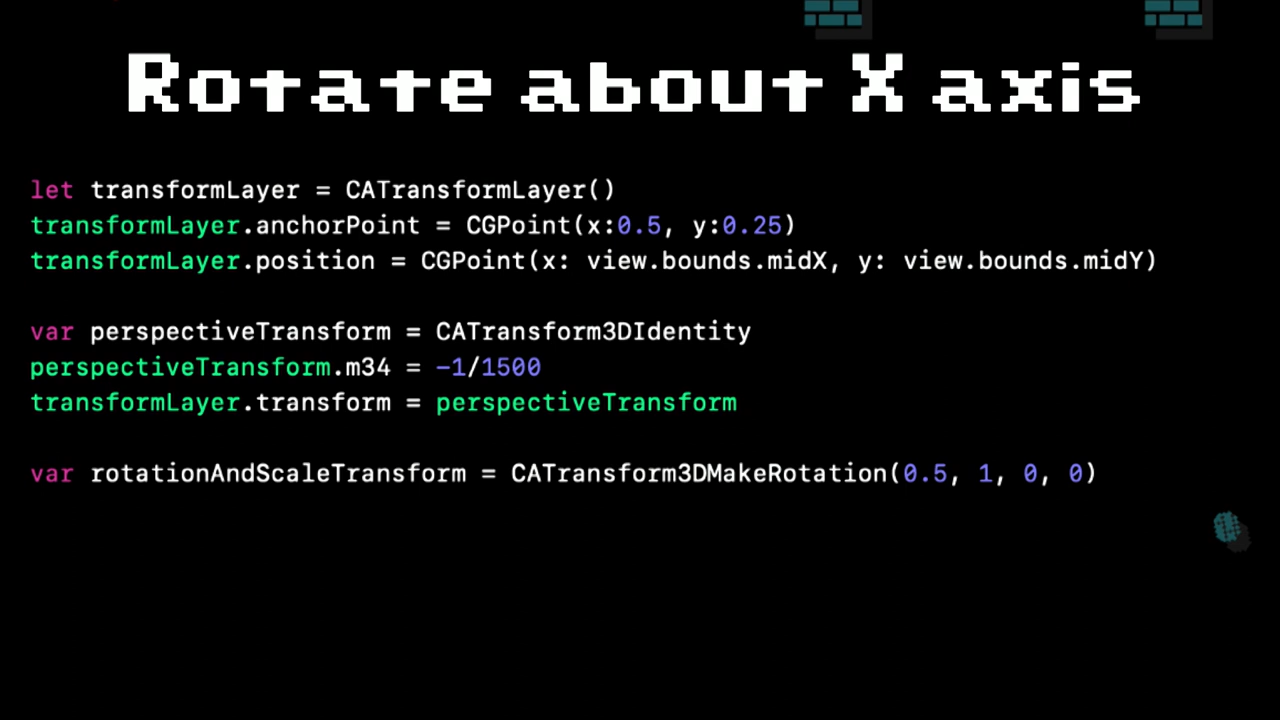 Rotate about X axis
let transformLayer = CATransformLayer()
transformLayer.anchorPoint = CGPoint(x:0.5, y:0.25)
transformLayer.position = CGPoint(x: view.bounds.midX, y: view.bounds.midY)
var perspectiveTransform = CATransform3DIdentity
perspectiveTransform.m34 = -1/1500
transformLayer.transform = perspectiveTransform
var rotationAndScaleTransform = CATransform3DMakeRotation(0.5, 1, 0, 0)